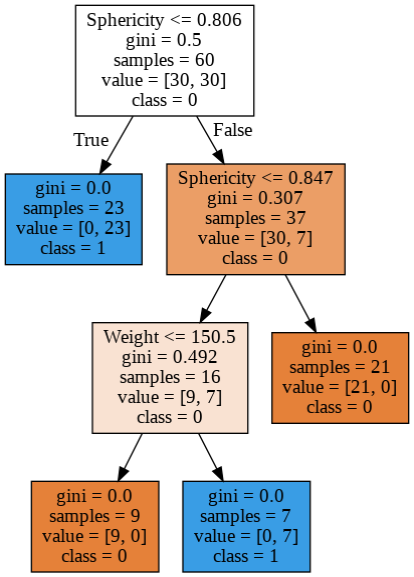 Sphericity <= 0.806
gini = 0.5
samples = 60
value = [30, 30]
class = 0
True
False
gini = 0.0
samples = 23
value = [0, 23]
class = 1
Sphericity <= 0.847
gini = 0.307
samples = 37
value = [30, 7]
class = 0
Weight <= 150.5
gini = 0.492
samples = 16
value = [9, 7]
class = 0
gini = 0.0
samples = 21
value = [21, 0]
class = 0
gini = 0.0
samples = 9
value = [9, 0]
class = 0
gini = 0.0
samples = 7
value = [0, 7]
class = 1